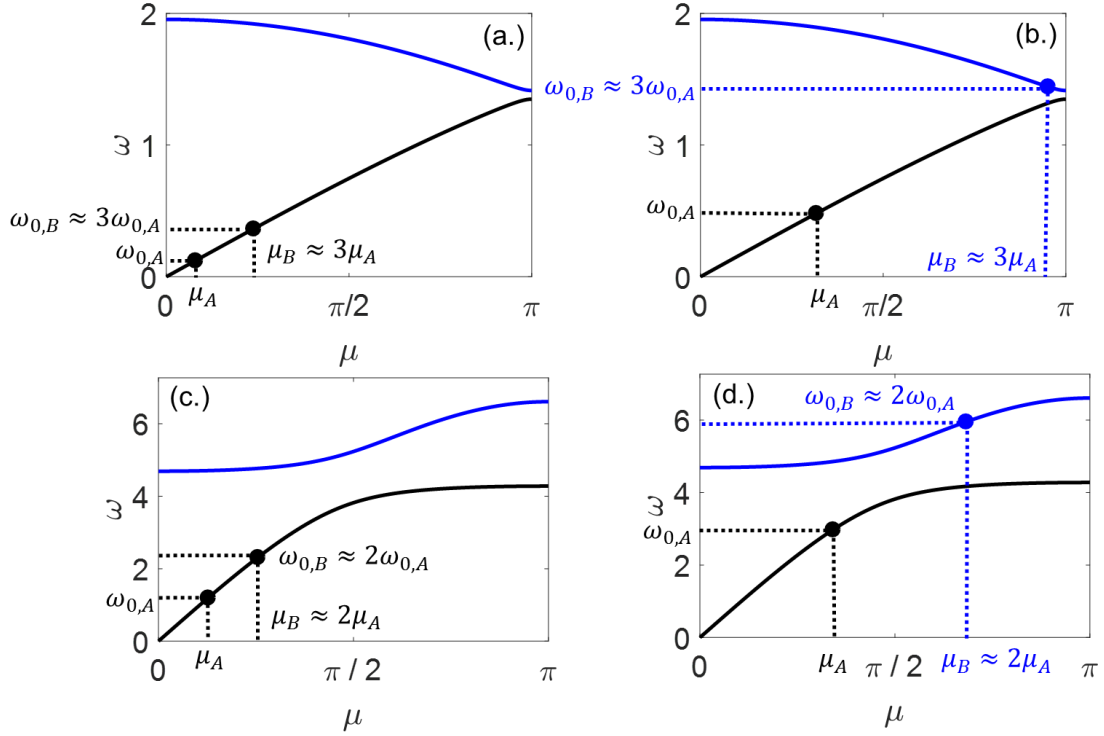 2
(a.)
ω
1
ω₀,B ≈ 3ω₀,A
ω₀,A
μB ≈ 3μA
0
μA
0
π/2
π
μ
2
(b.)
ω₀,B ≈ 3ω₀,A
ω
1
ω₀,A
μB ≈ 3μA
0
μA
0
π/2
π
μ
(c.)
6
ω
4
ω₀,B ≈ 2ω₀,A
2
ω₀,A
μB ≈ 2μA
0
μA
0
π / 2
π
μ
(d.)
ω₀,B ≈ 2ω₀,A
6
ω
4
ω₀,A
2
0
μA
μB ≈ 2μA
0
π / 2
π
μ